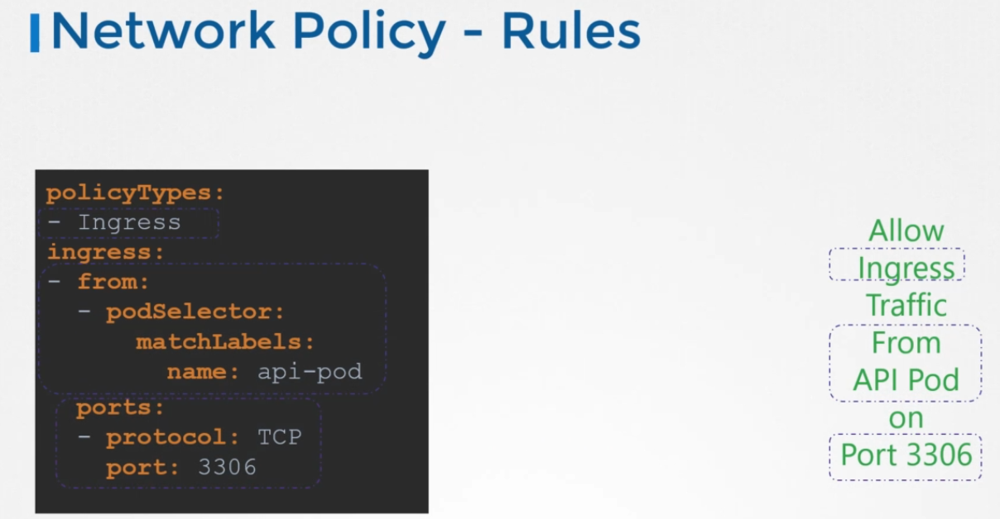 Network Policy - Rules
policyTypes:
- Ingress
ingress:
- from:
  - podSelector:
      matchLabels:
        name: api-pod
  ports:
  - protocol: TCP
    port: 3306
Allow
Ingress
Traffic
From
API Pod
on
Port 3306